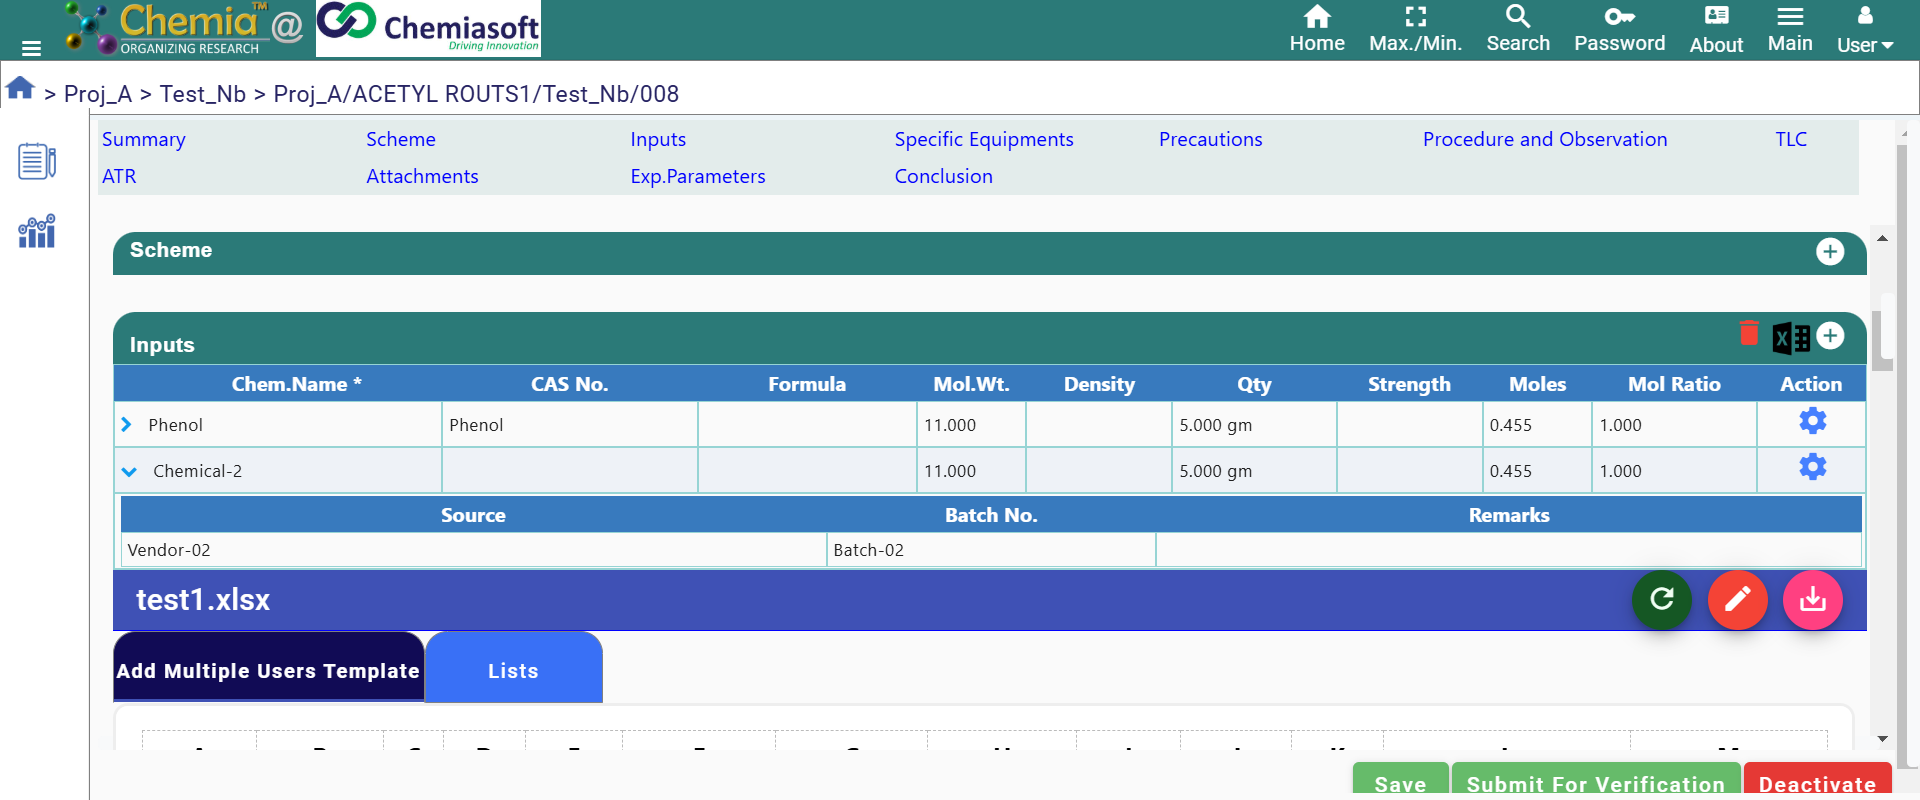 Chemia™ @
ORGANIZING RESEARCH
Chemiasoft
Driving Innovation
Home Max./Min. Search Password About Main User
> Proj_A > Test_Nb > Proj_A/ACETYL ROUTS1/Test_Nb/008
Summary Scheme Inputs Specific Equipments Precautions Procedure and Observation TLC
ATR Attachments Exp.Parameters Conclusion
Scheme
Inputs
Chem.Name * CAS No. Formula Mol.Wt. Density Qty Strength Moles Mol Ratio Action
Phenol Phenol 11.000 5.000 gm 0.455 1.000
Chemical-2 11.000 5.000 gm 0.455 1.000
Source Batch No. Remarks
Vendor-02 Batch-02
test1.xlsx
Add Multiple Users Template Lists
Save Submit For Verification Deactivate